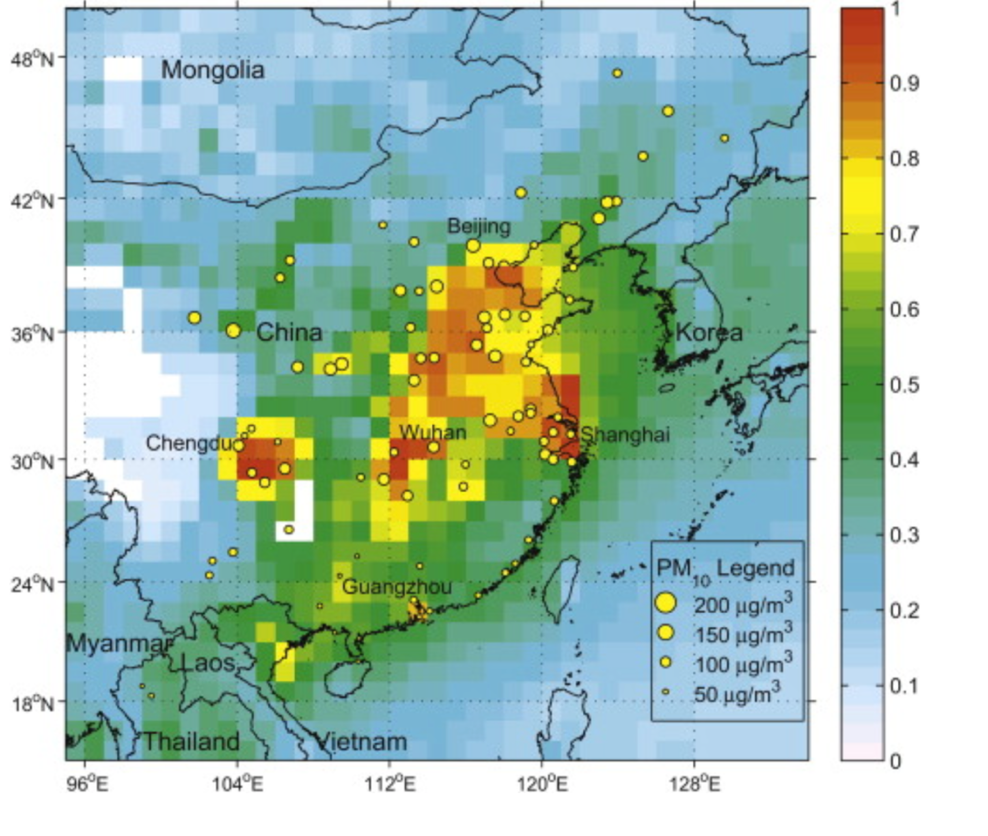 1
48°N
Mongolia
0.9
0.8
42°N
Beijing
0.7
0.6
36°N
China
Korea
0.5
Chengdu
Wuhan
Shanghai
30°N
0.4
0.3
PM10 Legend
24°N
Guangzhou
200 µg/m³
0.2
150 µg/m³
Myanmar
Laos
100 µg/m³
0.1
50 µg/m³
18°N
Thailand
Vietnam
0
96°E
104°E
112°E
120°E
128°E